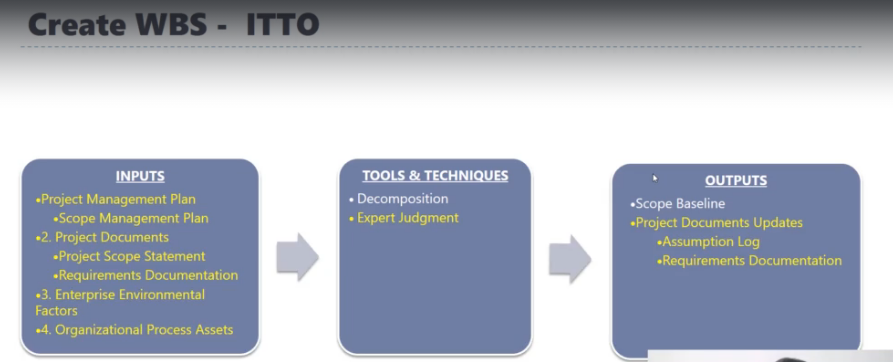 Create WBS - ITTO
INPUTS
•Project Management Plan
•Scope Management Plan
•2. Project Documents
•Project Scope Statement
•Requirements Documentation
•3. Enterprise Environmental
Factors
•4. Organizational Process Assets
TOOLS & TECHNIQUES
• Decomposition
• Expert Judgment
OUTPUTS
•Scope Baseline
•Project Documents Updates
•Assumption Log
•Requirements Documentation